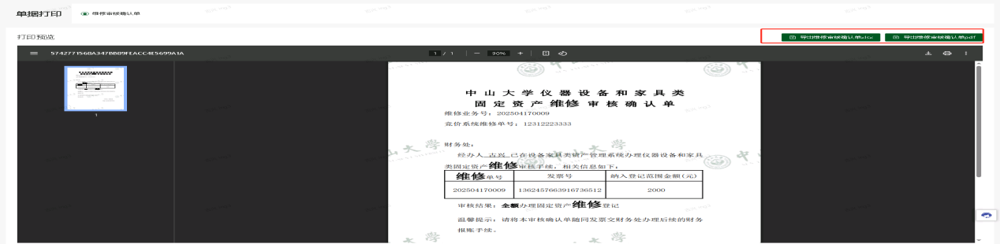 单据打印 维修审核确认单
打印预览 导出维修审核确认单xlsx 导出维修审核确认单pdf
5742771568A347BB89FEACC4E5699A1A 1 / 1 90%
1
中山大学仪器设备和家具类
固定资产维修审核确认单
维修业务号：202504170009
竞价系统维修单号：12312223333
财务处：
经办人 古兴 已在设备家具类资产管理系统办理仪器设备和家具
类固定资产维修审核手续，相关信息如下：
维修单号 发票号 纳入登记范围金额(元)
202504170009 1362457663916736512 2000
审核结果：全额办理固定资产维修登记
温馨提示：请将本审核确认单随同发票交财务处办理后续的财务
报账手续。